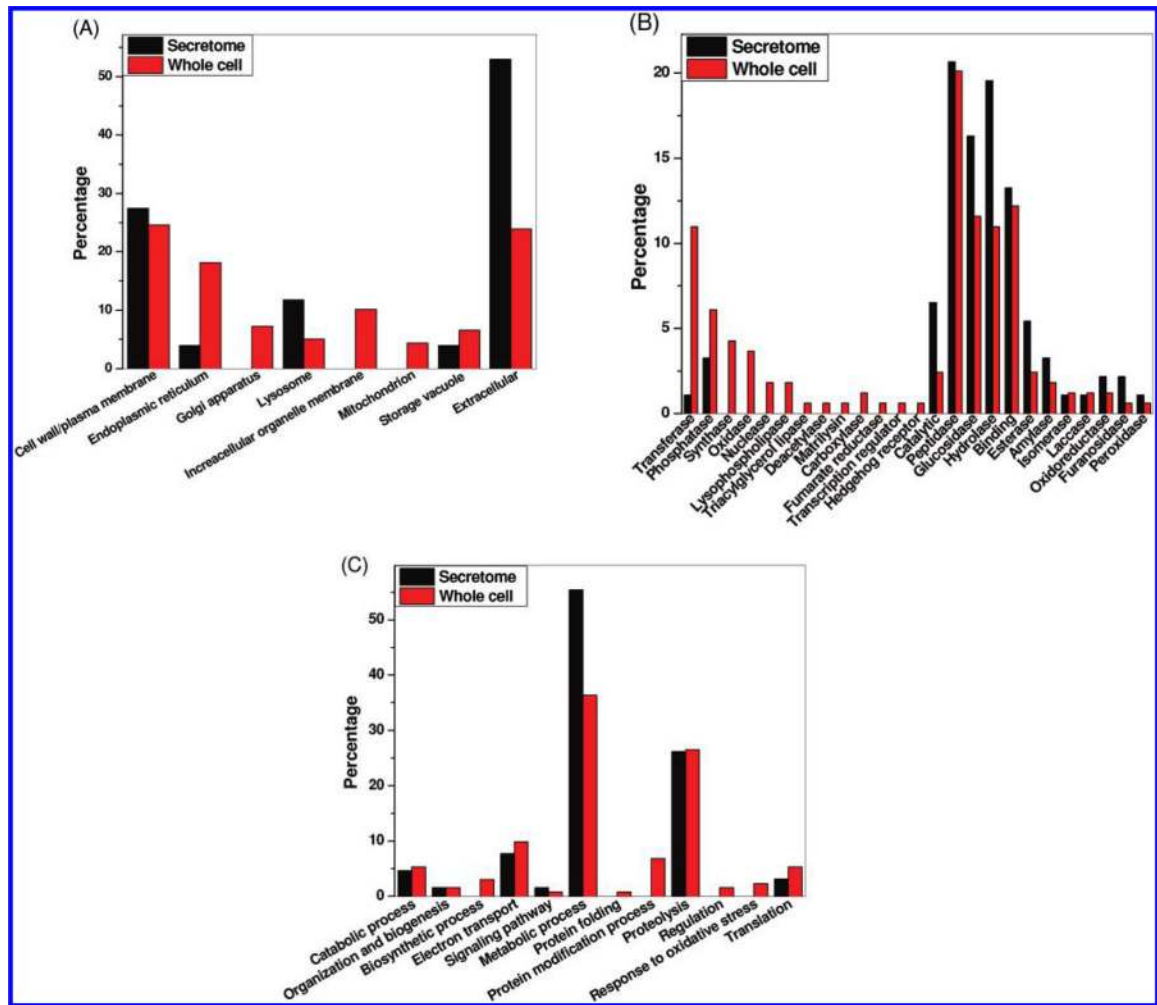 (A)
Secretome
Whole cell
50
40
30
20
10
0
Percentage
Cell wall/plasma membrane
Endoplasmic reticulum
Golgi apparatus
Lysosome
Increacellular organelle membrane
Mitochondrion
Storage vacuole
Extracellular
(B)
Secretome
Whole cell
20
15
10
5
0
Percentage
Transferase
Phosphatase
Synthase
Oxidase
Nuclease
Lysophospholipase
Triacylglycerol lipase
Deacetylase
Matrilysin
Carboxylase
Fumarate reductase
Transcription regulator
Hedgehog receptor
Catalytic
Peptidase
Glucosidase
Hydrolase
Binding
Esterase
Amylase
Isomerase
Laccase
Oxidoreductase
Furanosidase
Peroxidase
(C)
Secretome
Whole cell
50
40
30
20
10
0
Percentage
Catabolic process
Organization and biogenesis
Biosynthetic process
Electron transport
Signaling pathway
Metabolic process
Protein folding
Protein modification process
Proteolysis
Regulation
Response to oxidative stress
Translation